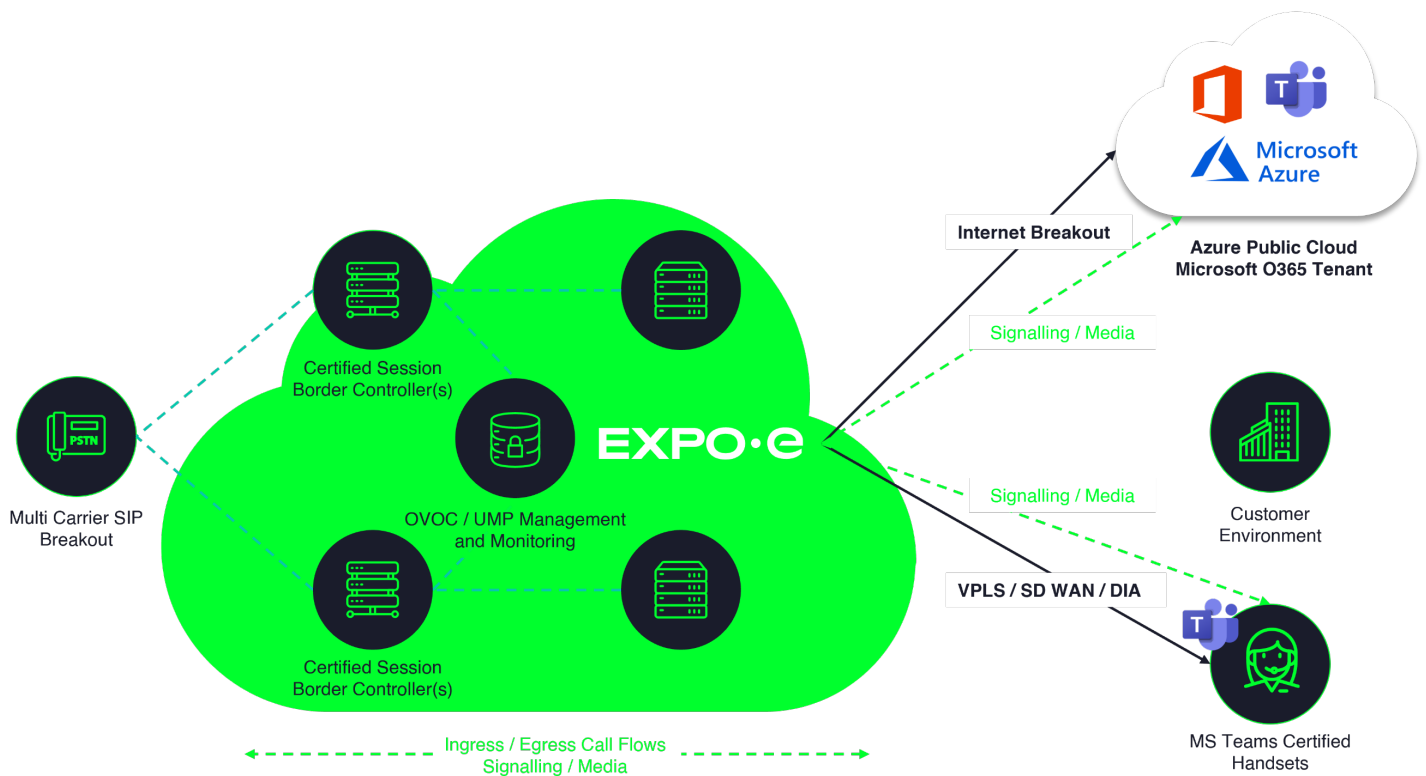 T
Microsoft
Azure
Internet Breakout
Azure Public Cloud
Microsoft O365 Tenant
Signalling / Media
Certified Session
Border Controller(s)
PSTN
EXPO·e
Multi Carrier SIP
Breakout
OVOC / UMP Management
and Monitoring
Signalling / Media
Customer
Environment
VPLS / SD WAN / DIA
T
Certified Session
Border Controller(s)
MS Teams Certified
Handsets
Ingress / Egress Call Flows
Signalling / Media